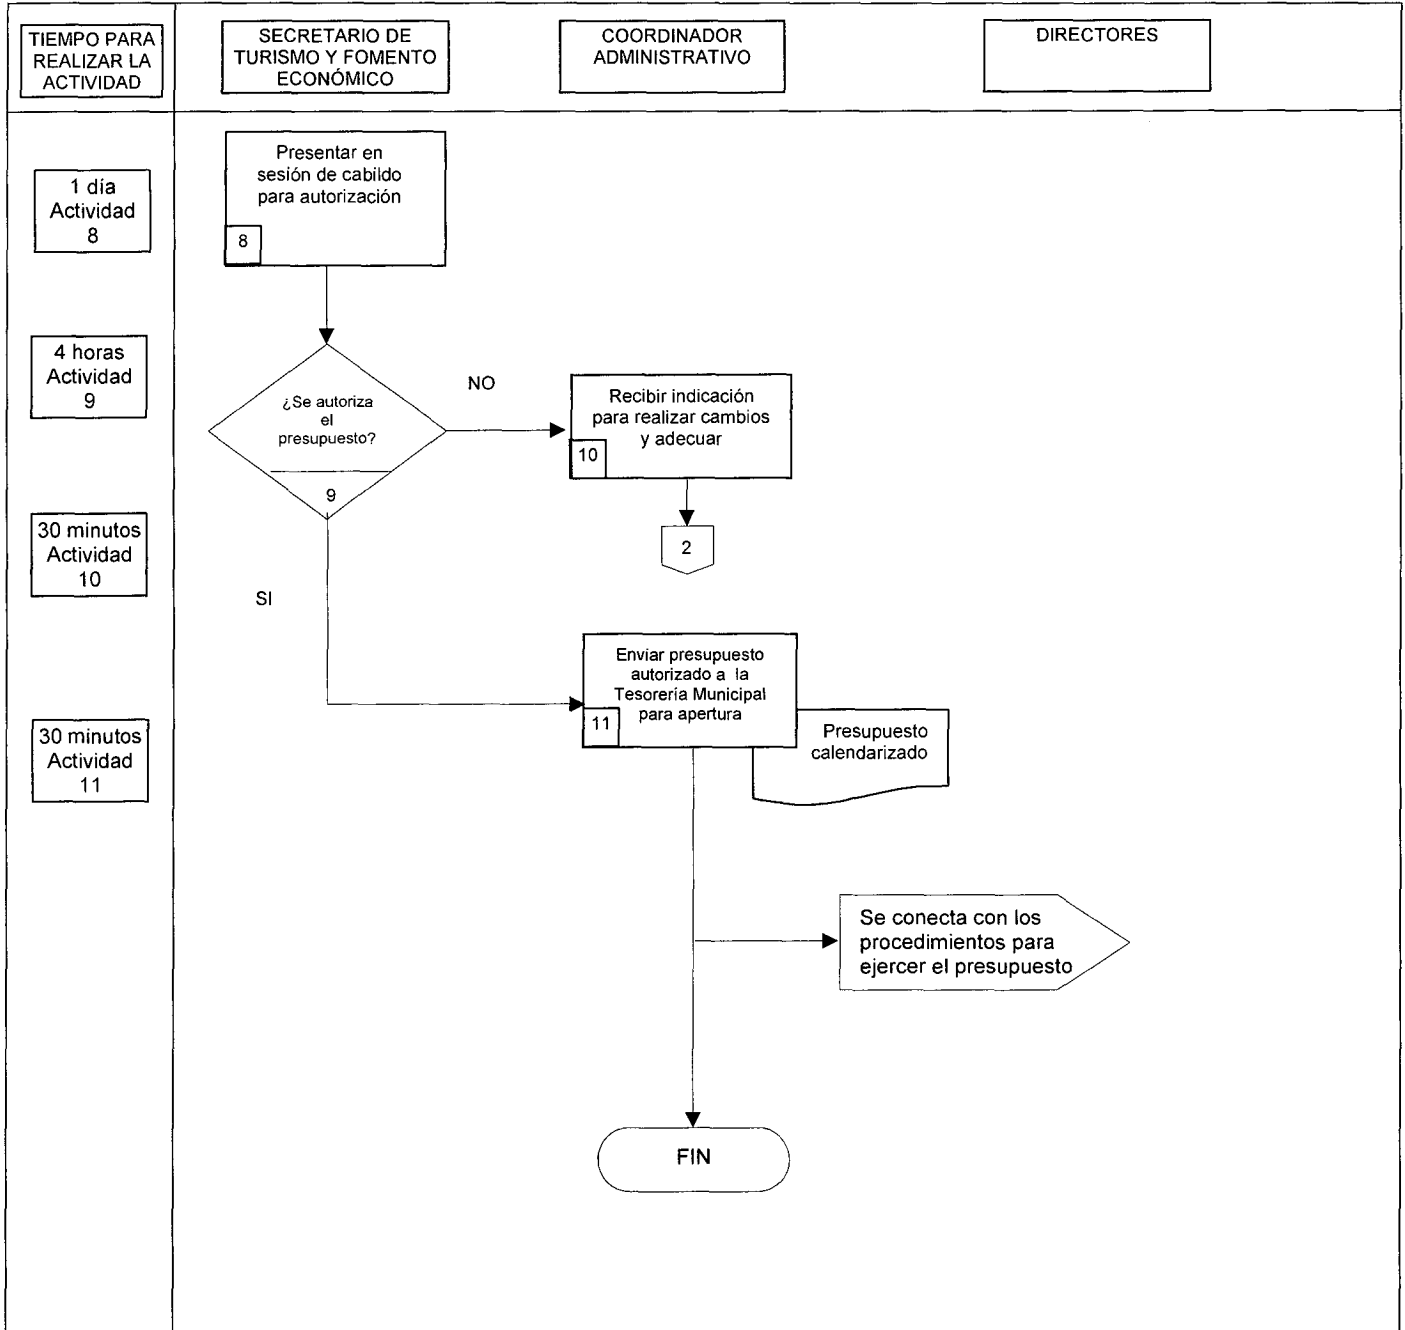 TIEMPO PARA
REALIZAR LA
ACTIVIDAD
SECRETARIO DE
TURISMO Y FOMENTO
ECONÓMICO
COORDINADOR
ADMINISTRATIVO
DIRECTORES
1 día
Actividad
8
Presentar en
sesión de cabildo
para autorización
8
4 horas
Actividad
9
¿Se autoriza
el
presupuesto?
9
NO
Recibir indicación
para realizar cambios
y adecuar
10
2
30 minutos
Actividad
10
SI
30 minutos
Actividad
11
Enviar presupuesto
autorizado a la
Tesorería Municipal
para apertura
11
Presupuesto
calendarizado
Se conecta con los
procedimientos para
ejercer el presupuesto
FIN